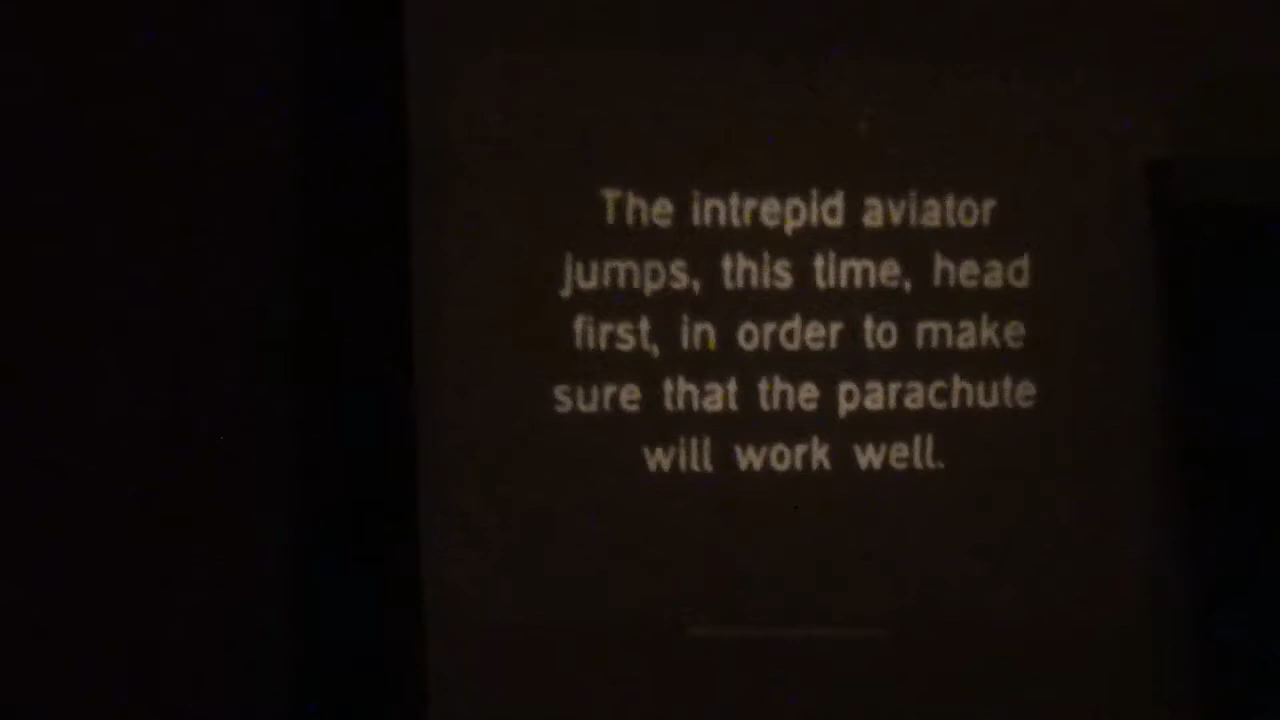 The intrepid aviator
jumps, this time, head
first, in order to make
sure that the parachute
will work well.